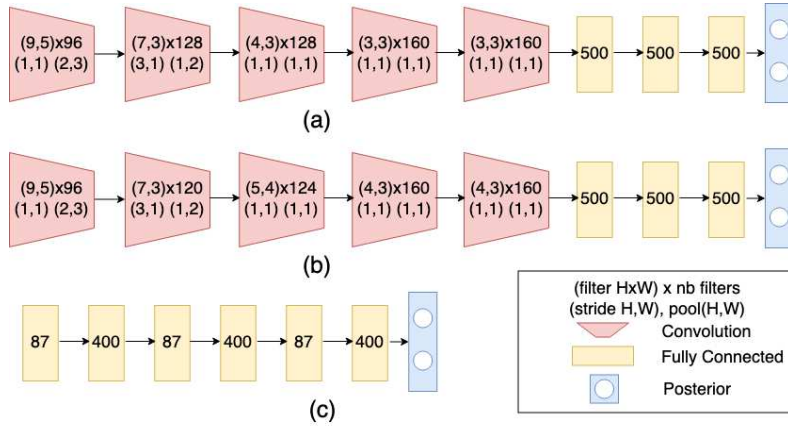 (9,5)x96
(1,1) (2,3)
(7,3)x128
(3,1) (1,2)
(4,3)x128
(1,1) (1,1)
(3,3)x160
(1,1) (1,1)
(3,3)x160
(1,1) (1,1)
500
500
500
(a)
(9,5)x96
(1,1) (2,3)
(7,3)x120
(3,1) (1,2)
(5,4)x124
(1,1) (1,1)
(4,3)x160
(1,1) (1,1)
(4,3)x160
(1,1) (1,1)
500
500
500
(b)
87
400
87
400
87
400
(c)
(filter HxW) x nb filters
(stride H,W), pool(H,W)
Convolution
Fully Connected
Posterior